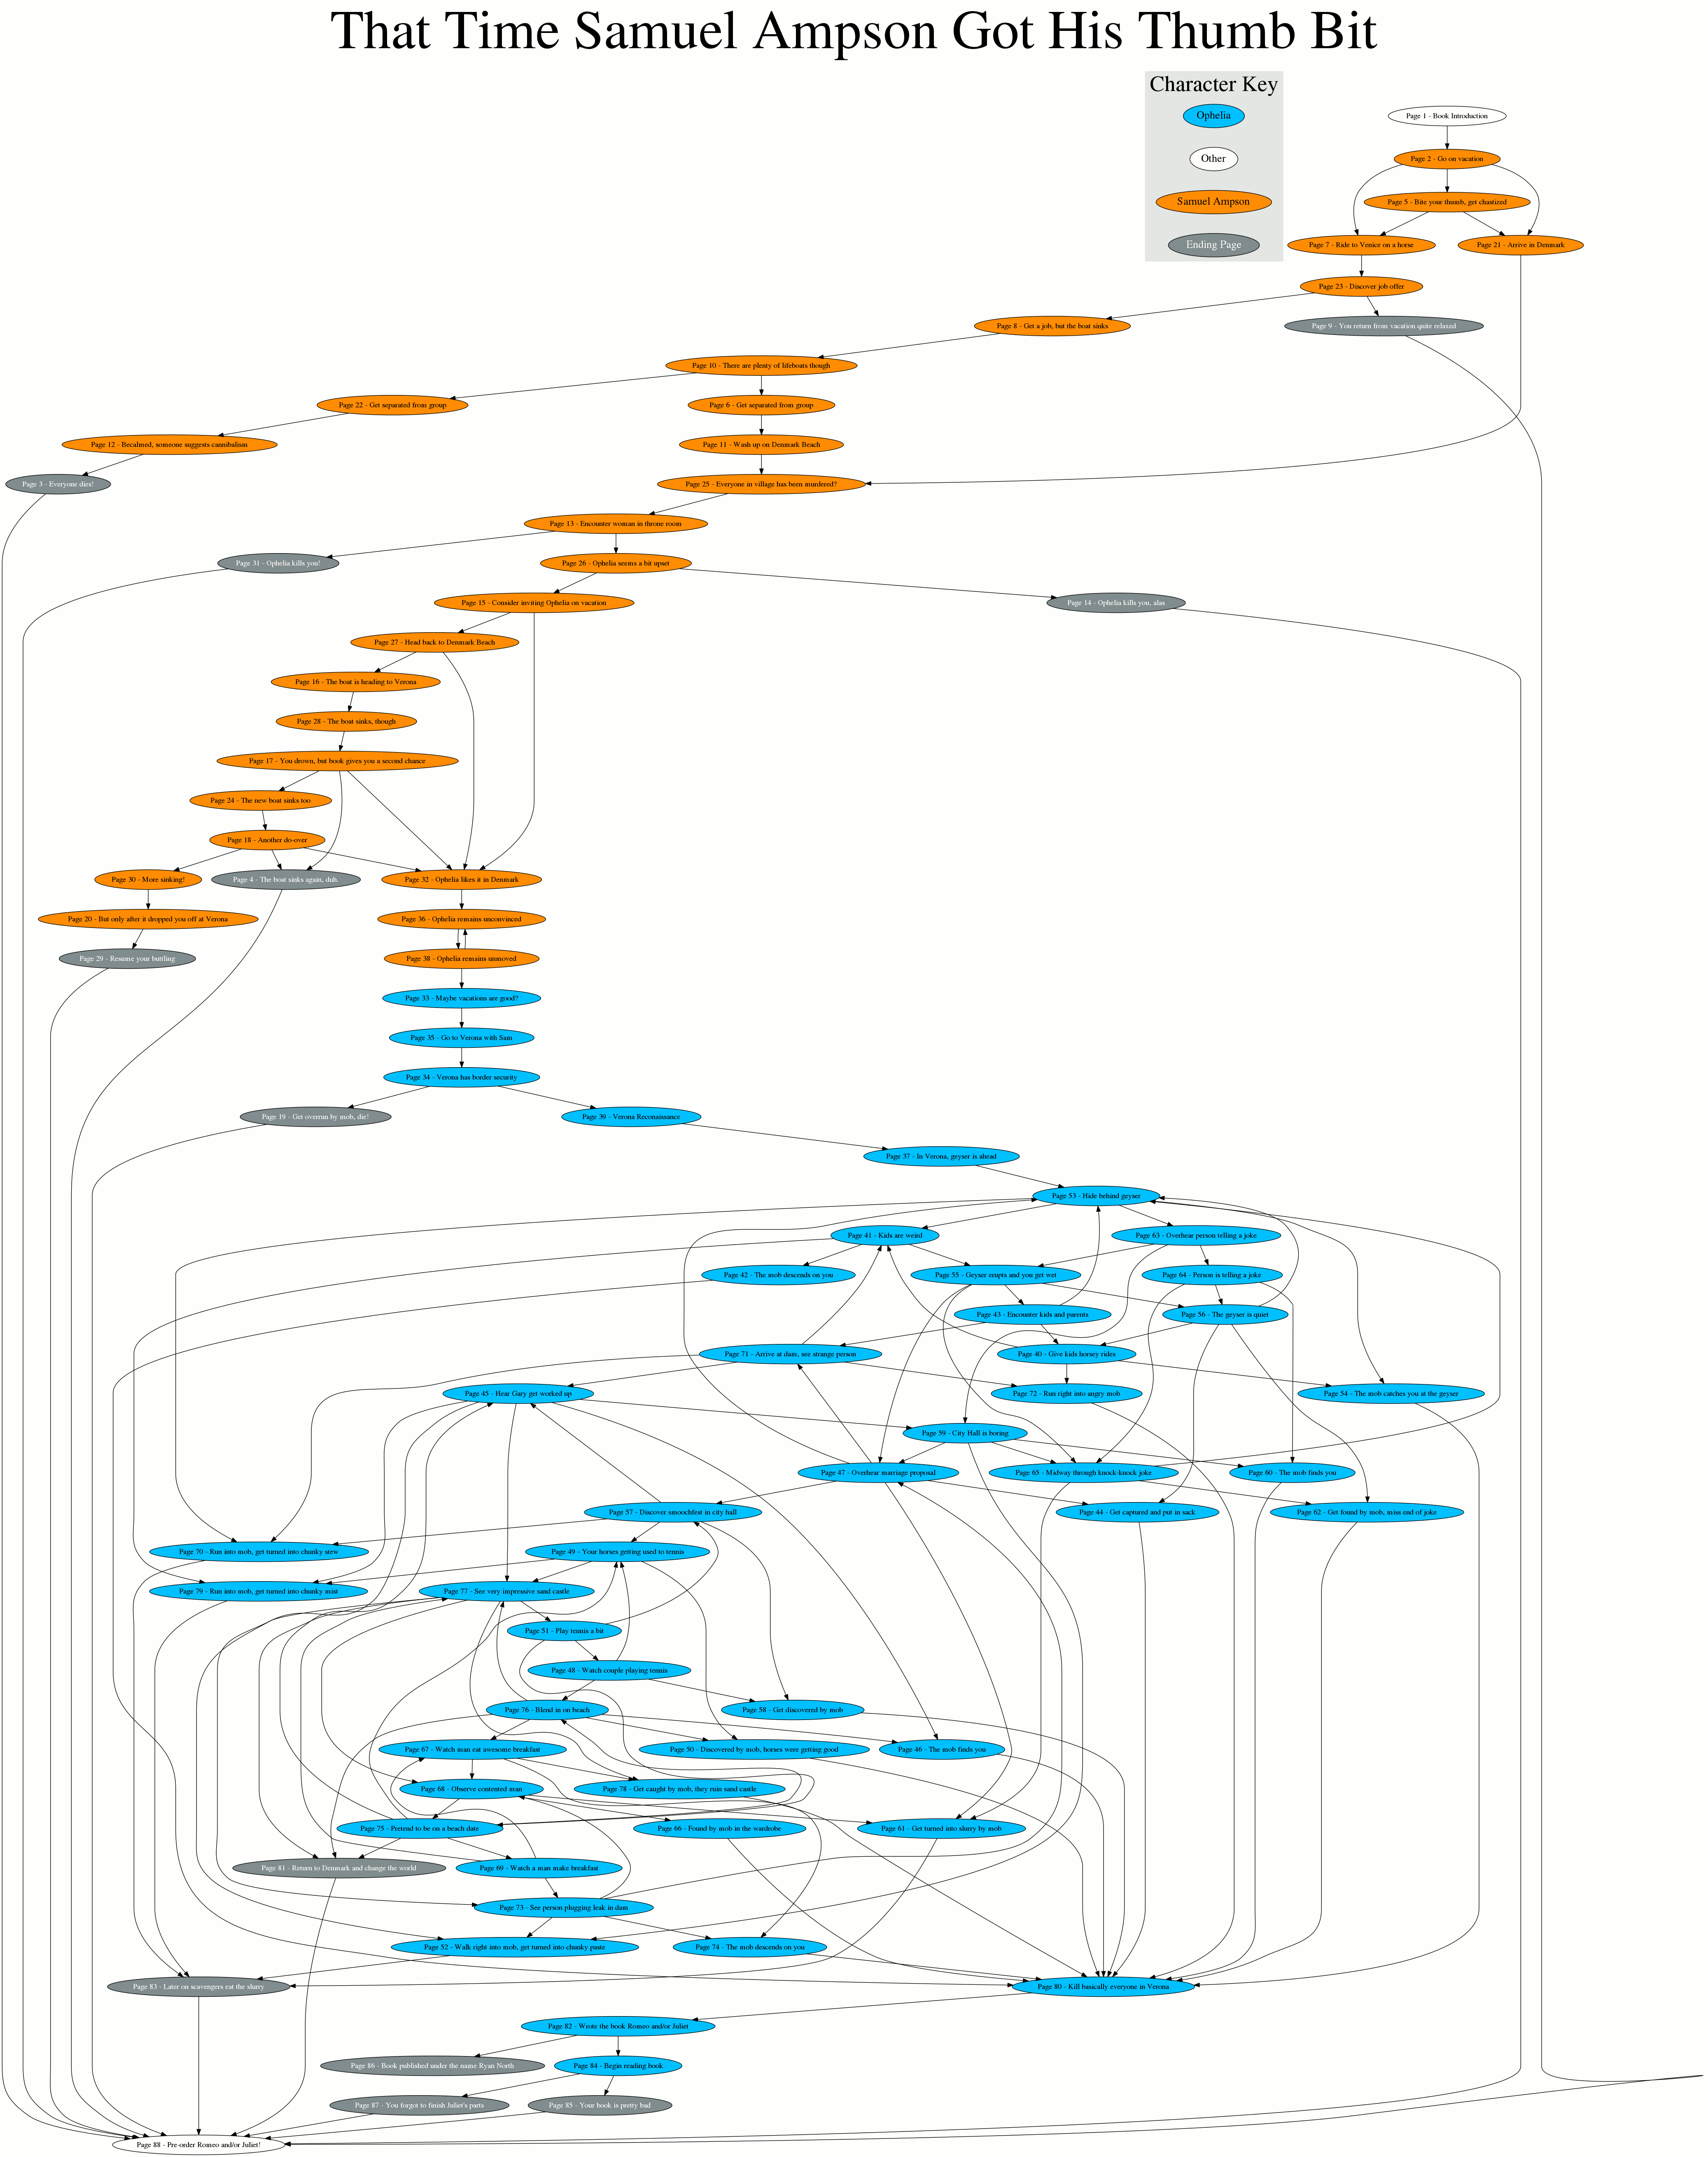 That Time Samuel Ampson Got His Thumb Bit
Character Key
Ophelia
Other
Samuel Ampson
Ending Page
Page 1 - Book Introduction
Page 2 - Go on vacation
Page 5 - Bite your thumb, get chastized
Page 7 - Ride to Venice on a horse
Page 21 - Arrive in Denmark
Page 23 - Discover job offer
Page 8 - Get a job, but the boat sinks
Page 9 - You return from vacation quite relaxed
Page 10 - There are plenty of lifeboats though
Page 22 - Get separated from group
Page 6 - Get separated from group
Page 12 - Becalmed, someone suggests cannibalism
Page 11 - Wash up on Denmark Beach
Page 3 - Everyone dies!
Page 25 - Everyone in village has been murdered?
Page 13 - Encounter woman in throne room
Page 31 - Ophelia kills you!
Page 26 - Ophelia seems a bit upset
Page 15 - Consider inviting Ophelia on vacation
Page 14 - Ophelia kills you, alas
Page 27 - Head back to Denmark Beach
Page 16 - The boat is heading to Verona
Page 28 - The boat sinks, though
Page 17 - You drown, but book gives you a second chance
Page 24 - The new boat sinks too
Page 18 - Another do-over
Page 30 - More sinking!
Page 4 - The boat sinks again, duh.
Page 32 - Ophelia likes it in Denmark
Page 20 - But only after it dropped you off at Verona
Page 36 - Ophelia remains unconvinced
Page 29 - Resume your buttling
Page 38 - Ophelia remains unmoved
Page 33 - Maybe vacations are good?
Page 35 - Go to Verona with Sam
Page 34 - Verona has border security
Page 19 - Get overrun by mob, die!
Page 39 - Verona Reconaissance
Page 37 - In Verona, geyser is ahead
Page 53 - Hide behind geyser
Page 41 - Kids are weird
Page 63 - Overhear person telling a joke
Page 42 - The mob descends on you
Page 55 - Geyser erupts and you get wet
Page 64 - Person is telling a joke
Page 43 - Encounter kids and parents
Page 56 - The geyser is quiet
Page 71 - Arrive at dam, see strange person
Page 40 - Give kids horsey rides
Page 45 - Hear Gary get worked up
Page 72 - Run right into angry mob
Page 54 - The mob catches you at the geyser
Page 59 - City Hall is boring
Page 47 - Overhear marriage proposal
Page 65 - Midway through knock-knock joke
Page 60 - The mob finds you
Page 57 - Discover smoochfest in city hall
Page 44 - Get captured and put in sack
Page 62 - Get found by mob, miss end of joke
Page 70 - Run into mob, get turned into chunky stew
Page 49 - Your horses getting used to tennis
Page 79 - Run into mob, get turned into chunky mist
Page 77 - See very impressive sand castle
Page 51 - Play tennis a bit
Page 48 - Watch couple playing tennis
Page 76 - Blend in on beach
Page 58 - Get discovered by mob
Page 67 - Watch man eat awesome breakfast
Page 50 - Discovered by mob, horses were getting good
Page 46 - The mob finds you
Page 68 - Observe contented man
Page 78 - Get caught by mob, they ruin sand castle
Page 75 - Pretend to be on a beach date
Page 66 - Found by mob in the wardrobe
Page 61 - Get turned into slurry by mob
Page 81 - Return to Denmark and change the world
Page 69 - Watch a man make breakfast
Page 73 - See person plugging leak in dam
Page 52 - Walk right into mob, get turned into chunky paste
Page 74 - The mob descends on you
Page 83 - Later on scavengers eat the slurry
Page 80 - Kill basically everyone in Verona
Page 82 - Wrote the book Romeo and/or Juliet
Page 86 - Book published under the name Ryan North
Page 84 - Begin reading book
Page 87 - You forgot to finish Juliet's parts
Page 85 - Your book is pretty bad
Page 88 - Pre-order Romeo and/or Juliet!